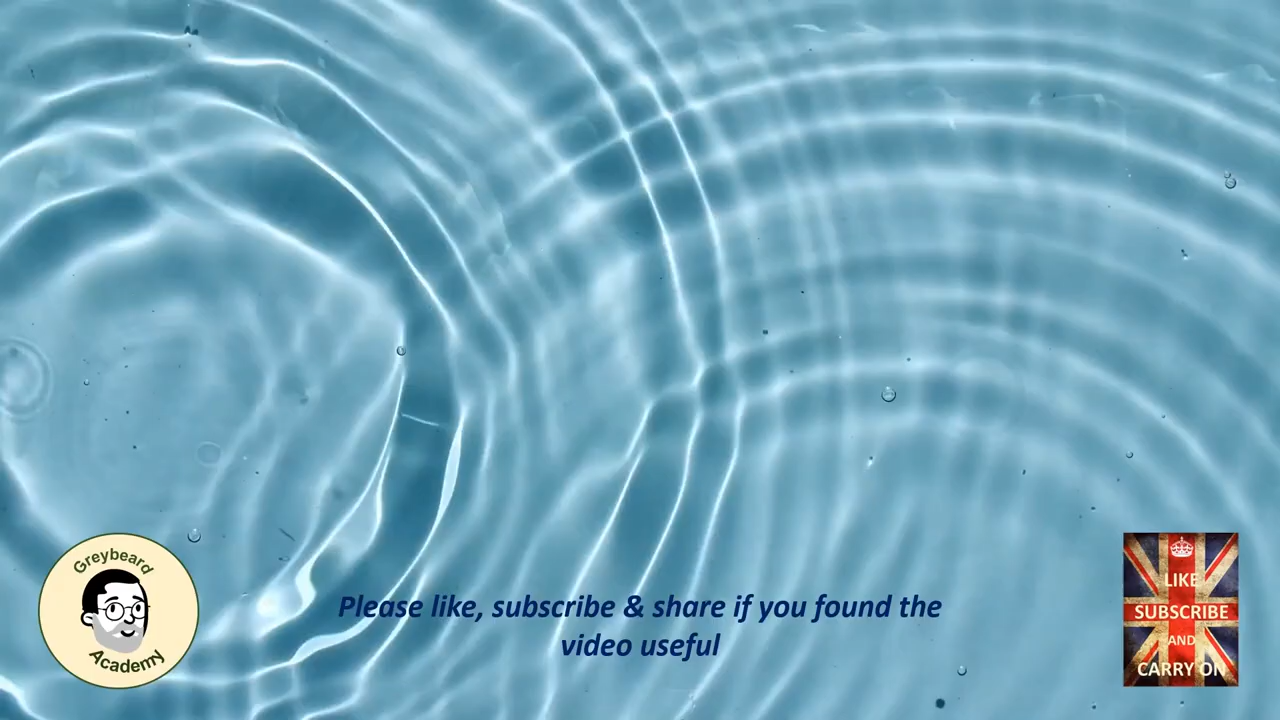 Greybeard
Academy
Please like, subscribe & share if you found the
video useful
LIKE
SUBSCRIBE
AND
CARRY ON